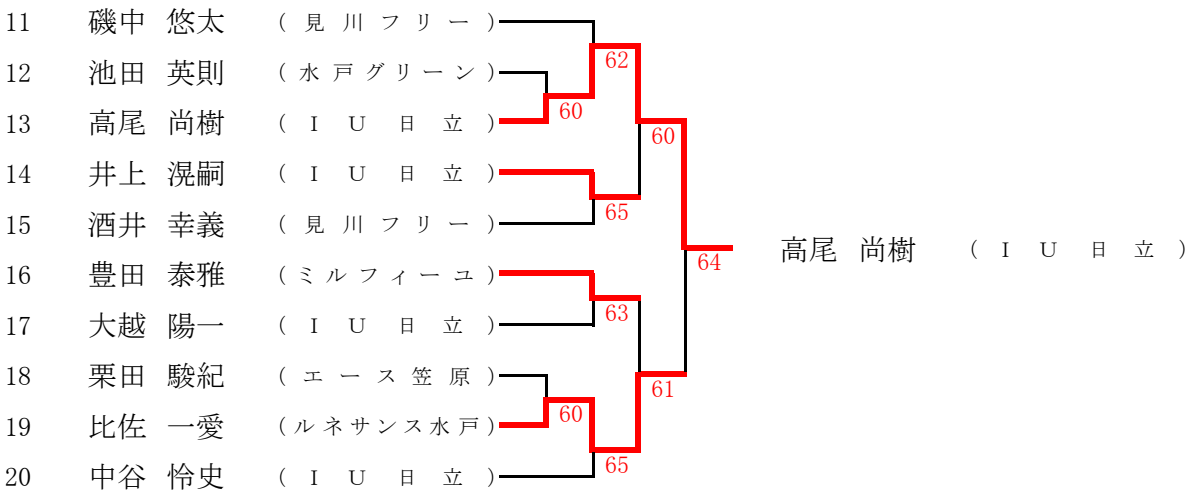 11 磯中 悠太 (見川フリー)
62
12 池田 英則 (水戸グリーン)
60
13 高尾 尚樹 (IU日立)
60
14 井上 滉嗣 (IU日立)
65
15 酒井 幸義 (見川フリー)
64 高尾 尚樹 (IU日立)
16 豊田 泰雅 (ミルフィーユ)
63
17 大越 陽一 (IU日立)
18 栗田 駿紀 (エース笠原)
61
60
19 比佐 一愛 (ルネサンス水戸)
65
20 中谷 怜史 (IU日立)